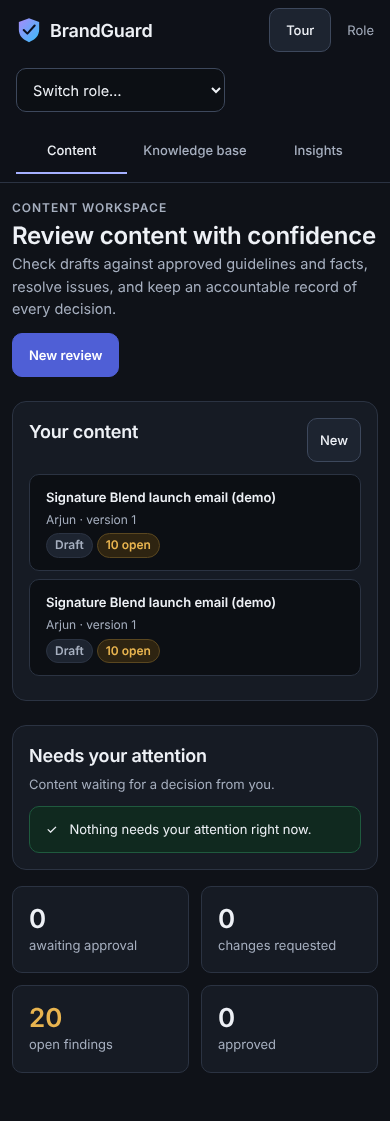 BrandGuard
Tour
Role
Switch role...
Content
Knowledge base
Insights
CONTENT WORKSPACE
Review content with confidence
Check drafts against approved guidelines and facts,
resolve issues, and keep an accountable record of
every decision.
New review
Your content
New
Signature Blend launch email (demo)
Arjun · version 1
Draft
10 open
Signature Blend launch email (demo)
Arjun · version 1
Draft
10 open
Needs your attention
Content waiting for a decision from you.
✓ Nothing needs your attention right now.
0
awaiting approval
0
changes requested
20
open findings
0
approved